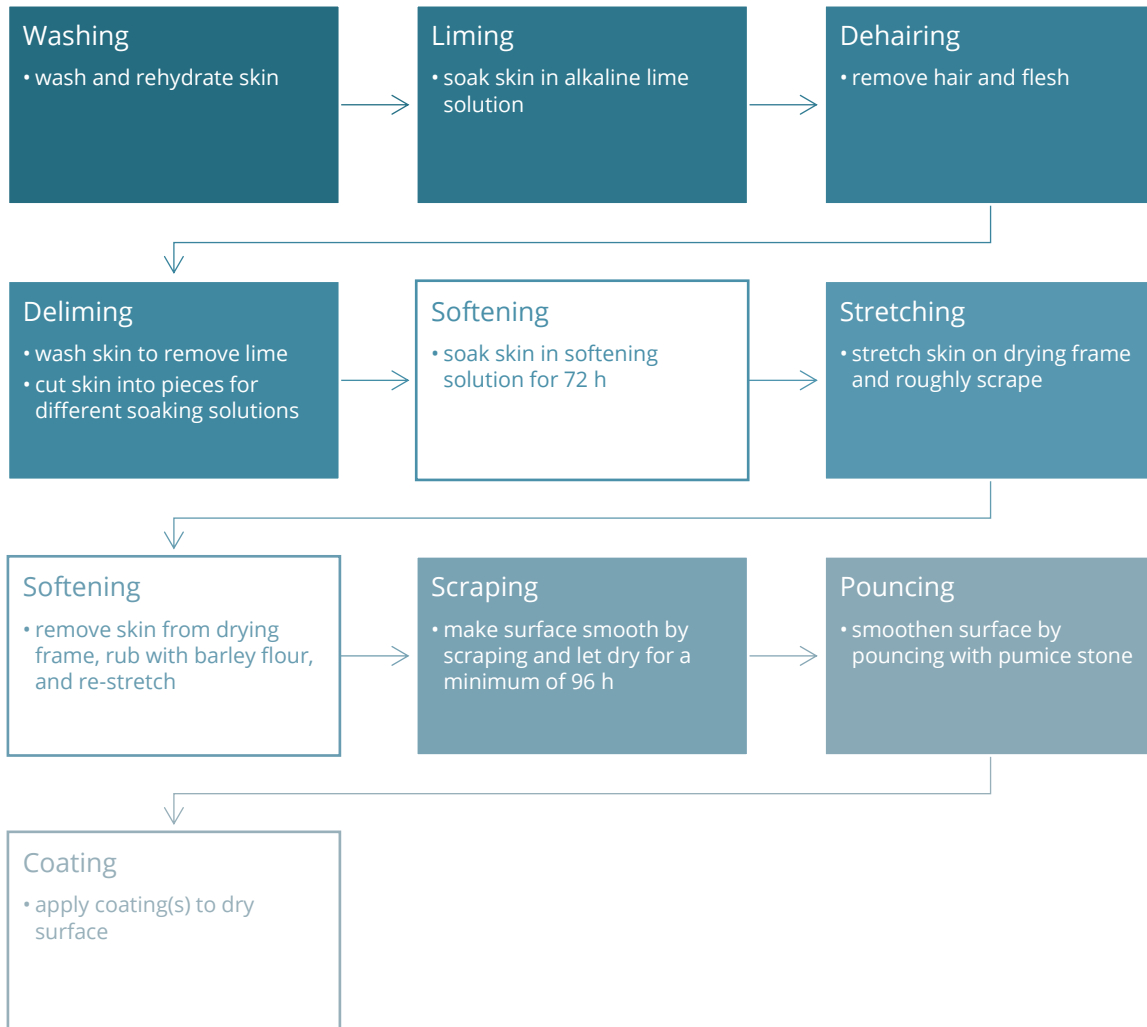 Washing
• wash and rehydrate skin
Liming
• soak skin in alkaline lime
solution
Dehairing
• remove hair and flesh
Deliming
• wash skin to remove lime
• cut skin into pieces for
different soaking solutions
Softening
• soak skin in softening
solution for 72 h
Stretching
• stretch skin on drying frame
and roughly scrape
Softening
• remove skin from drying
frame, rub with barley flour,
and re-stretch
Scraping
• make surface smooth by
scraping and let dry for a
minimum of 96 h
Pouncing
• smoothen surface by
pouncing with pumice stone
Coating
• apply coating(s) to dry
surface